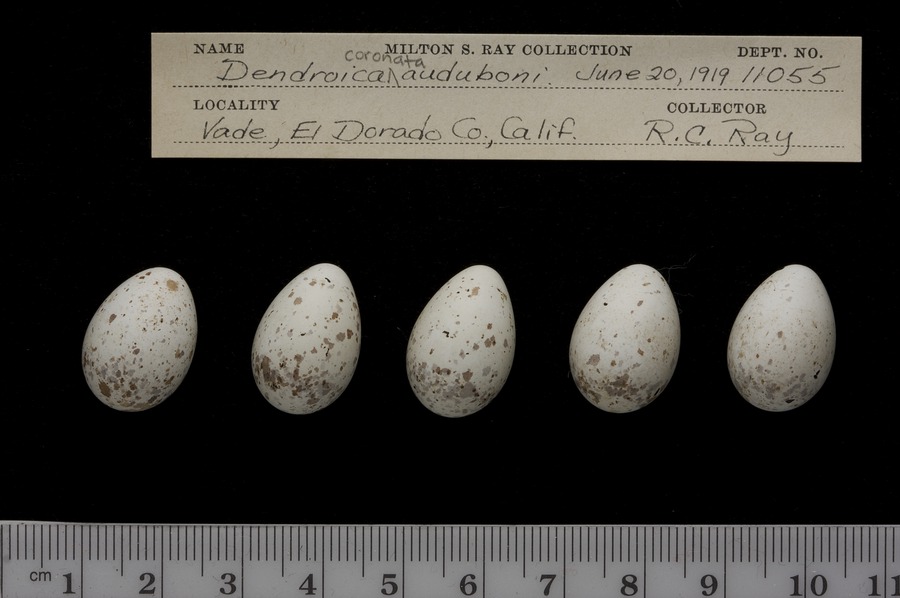 NAME MILTON S. RAY COLLECTION DEPT. NO.
coronata
Dendroica auduboni. June 20, 1919 11055
LOCALITY COLLECTOR
Vade, El Dorado Co., Calif. R.C. Ray
cm 1 2 3 4 5 6 7 8 9 10 11